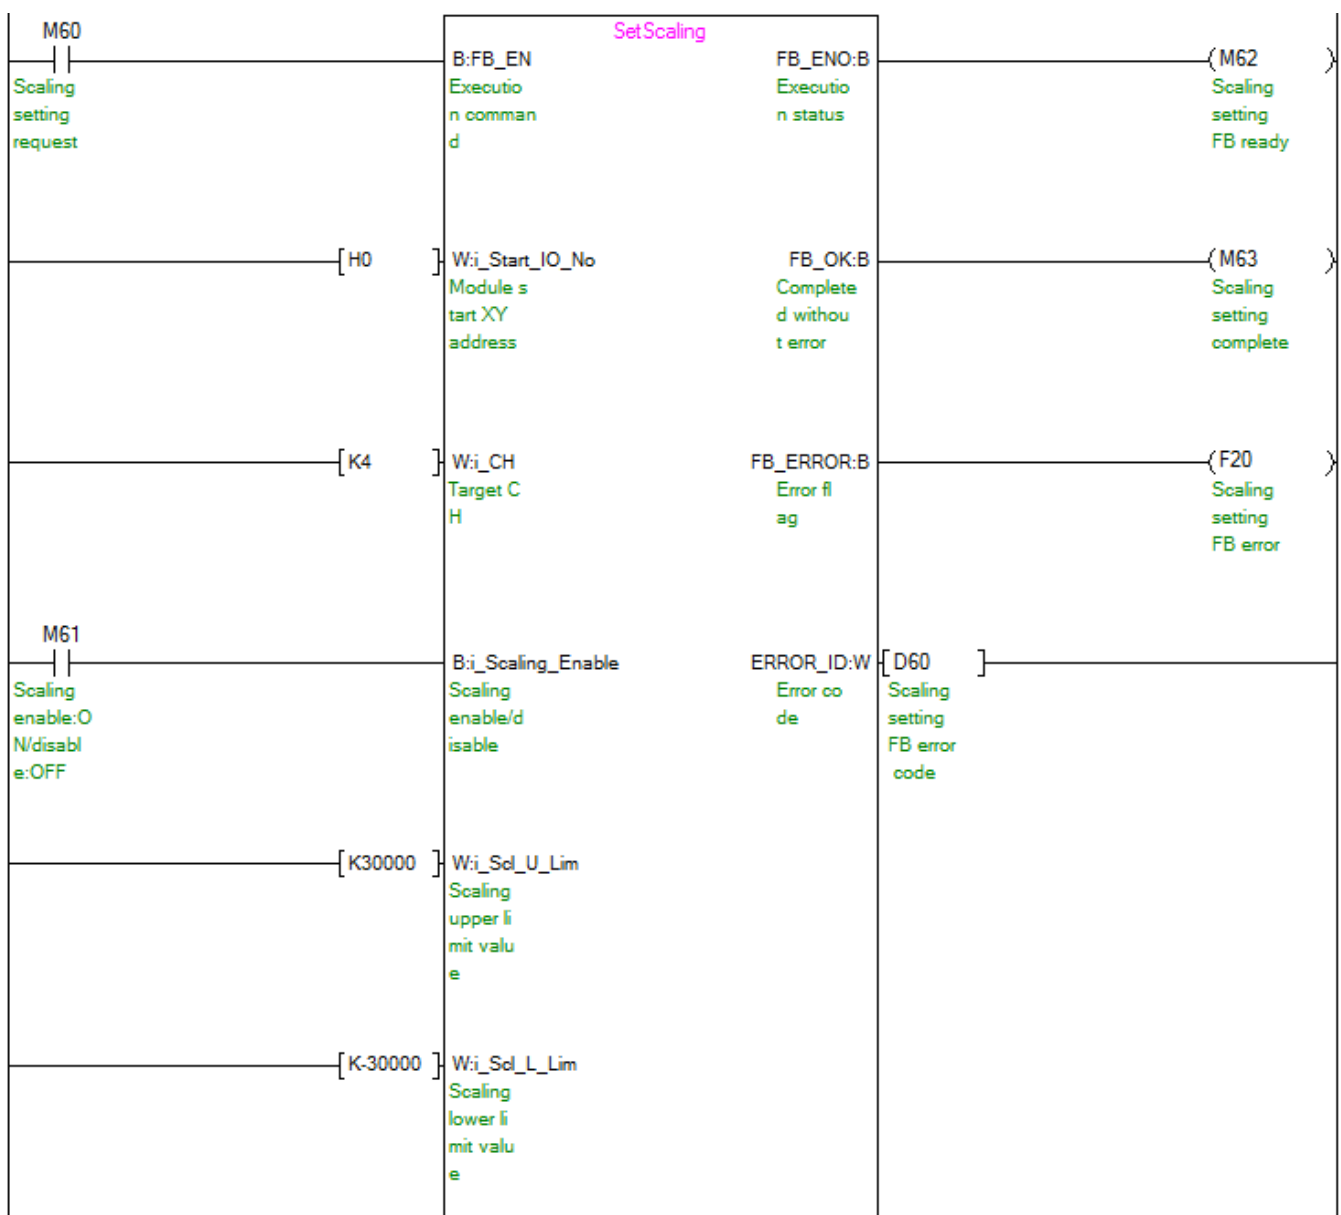 M60
SetScaling
B:FB_EN
FB_ENO:B
M62
Scaling
setting
request
Executio
n comman
d
Executio
n status
Scaling
setting
FB ready
H0
W:i_Start_IO_No
FB_OK:B
M63
Module s
tart XY
address
Complete
d withou
t error
Scaling
setting
complete
K4
W:i_CH
FB_ERROR:B
F20
Target C
H
Error fl
ag
Scaling
setting
FB error
M61
B:i_Scaling_Enable
ERROR_ID:W
D60
Scaling
enable:O
N/disabl
e:OFF
Scaling
enable/d
isable
Error co
de
Scaling
setting
FB error
code
K30000
W:i_Scl_U_Lim
Scaling
upper li
mit valu
e
K-30000
W:i_Scl_L_Lim
Scaling
lower li
mit valu
e